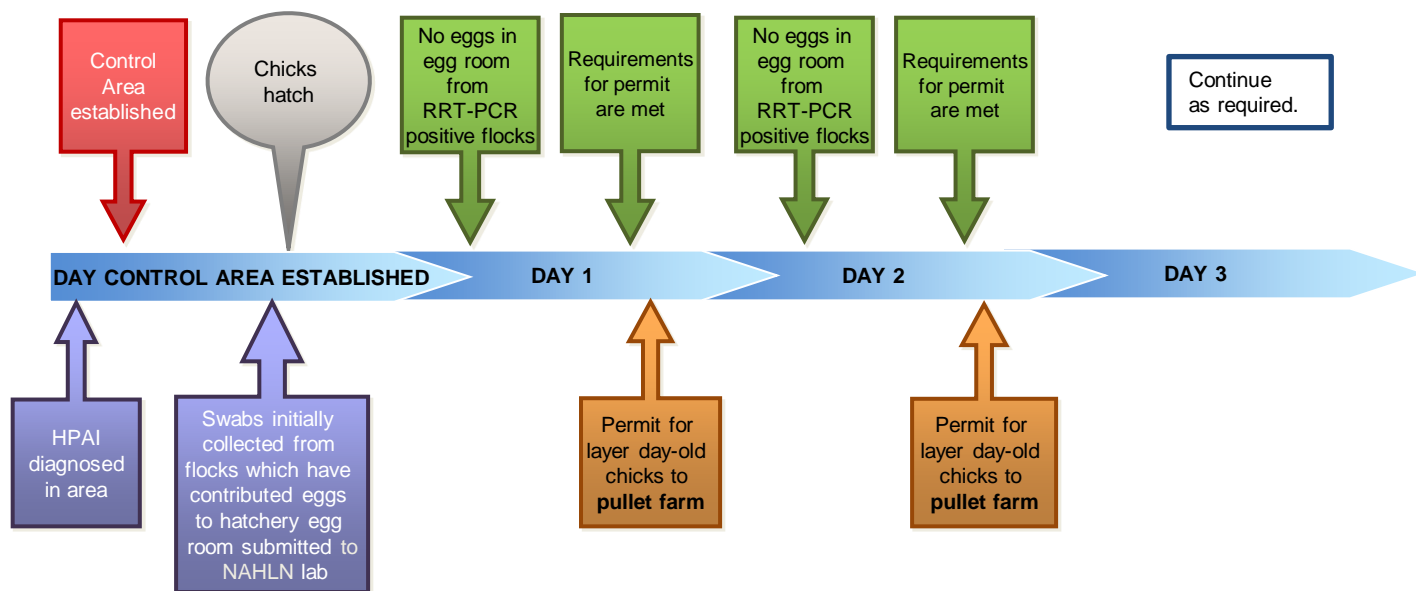 Control
Area
established
Chicks
hatch
No eggs in
egg room
from
RRT-PCR
positive flocks
Requirements
for permit
are met
No eggs in
egg room
from
RRT-PCR
positive flocks
Requirements
for permit
are met
Continue
as required.
DAY CONTROL AREA ESTABLISHED
DAY 1
DAY 2
DAY 3
HPAI
diagnosed
in area
Swabs initially
collected from
flocks which have
contributed eggs
to hatchery egg
room submitted to
NAHLN lab
Permit for
layer day-old
chicks to
pullet farm
Permit for
layer day-old
chicks to
pullet farm